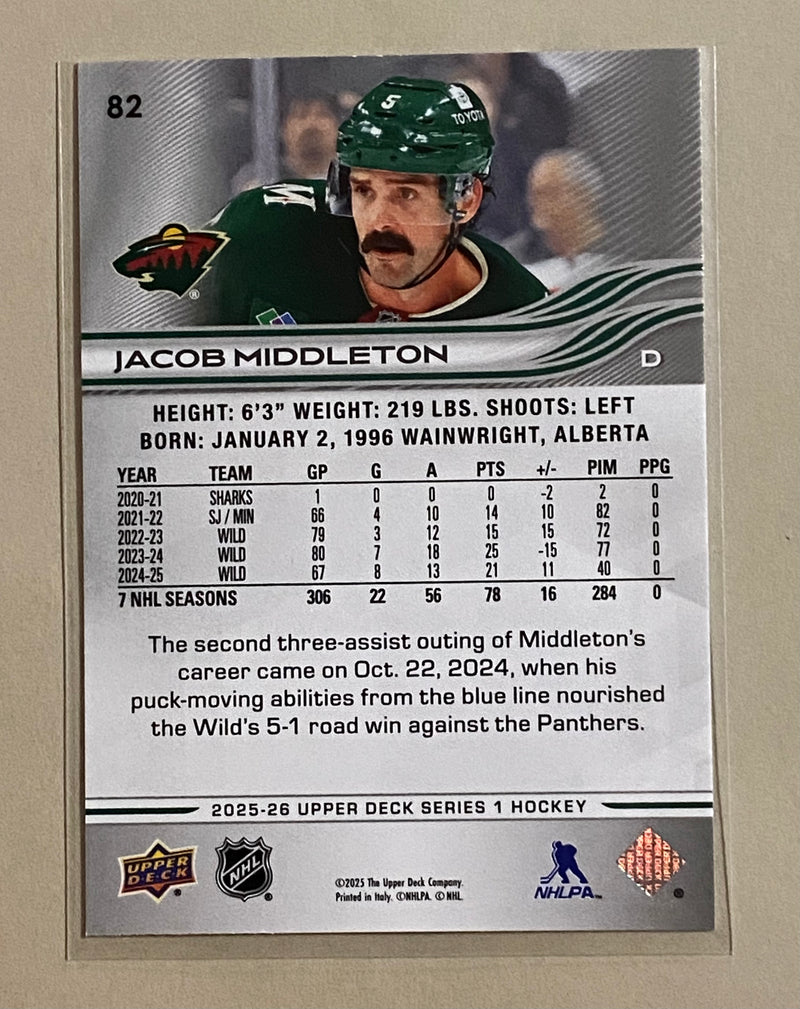 82
5
TOYOTA
M
JACOB MIDDLETON
D
HEIGHT: 6'3" WEIGHT: 219 LBS. SHOOTS: LEFT
BORN: JANUARY 2, 1996 WAINWRIGHT, ALBERTA
YEAR TEAM GP G A PTS +/- PIM PPG
2020-21 SHARKS 1 0 0 0 -2 2 0
2021-22 SJ / MIN 66 4 10 14 10 82 0
2022-23 WILD 79 3 12 15 15 72 0
2023-24 WILD 80 7 18 25 -15 77 0
2024-25 WILD 67 8 13 21 11 40 0
7 NHL SEASONS 306 22 56 78 16 284 0
The second three-assist outing of Middleton's
career came on Oct. 22, 2024, when his
puck-moving abilities from the blue line nourished
the Wild's 5-1 road win against the Panthers.
2025-26 UPPER DECK SERIES 1 HOCKEY
UPPER DECK ®
NHL ®
©2025 The Upper Deck Company.
Printed in Italy. ©NHLPA. © NHL.
NHLPA™